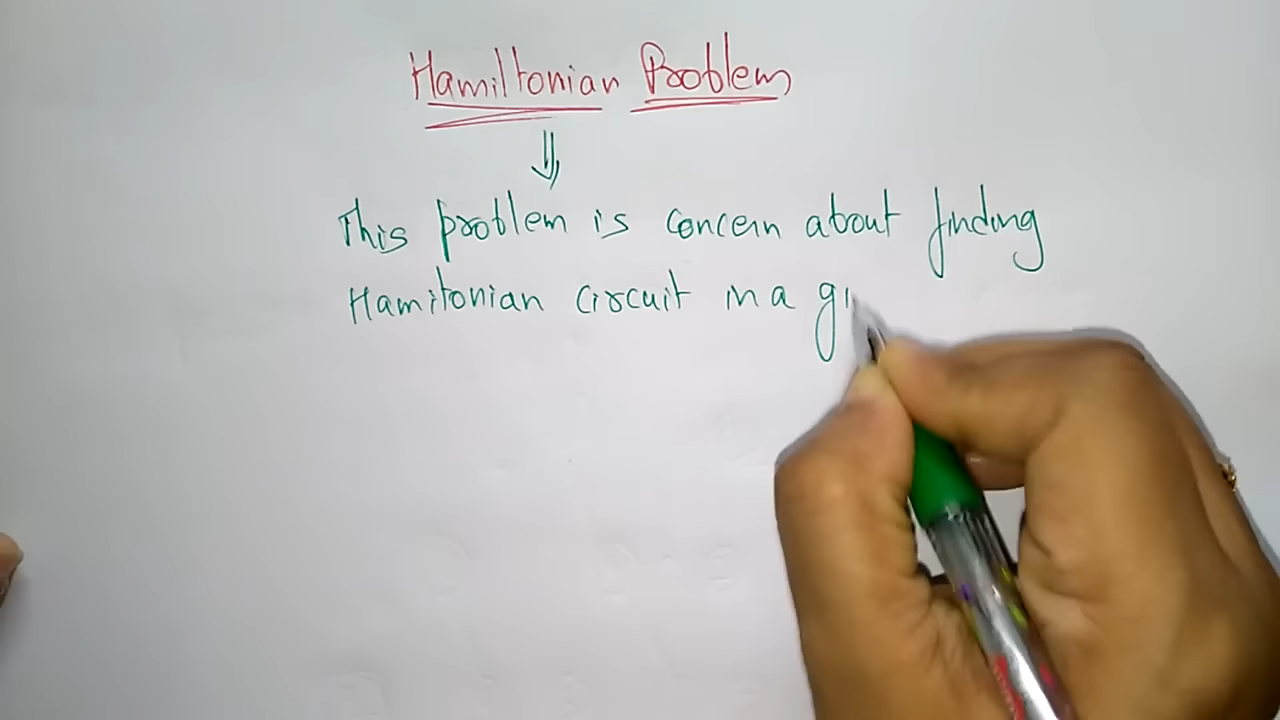 Hamiltonian Problem
This problem is concern about finding
Hamitonian circuit in a